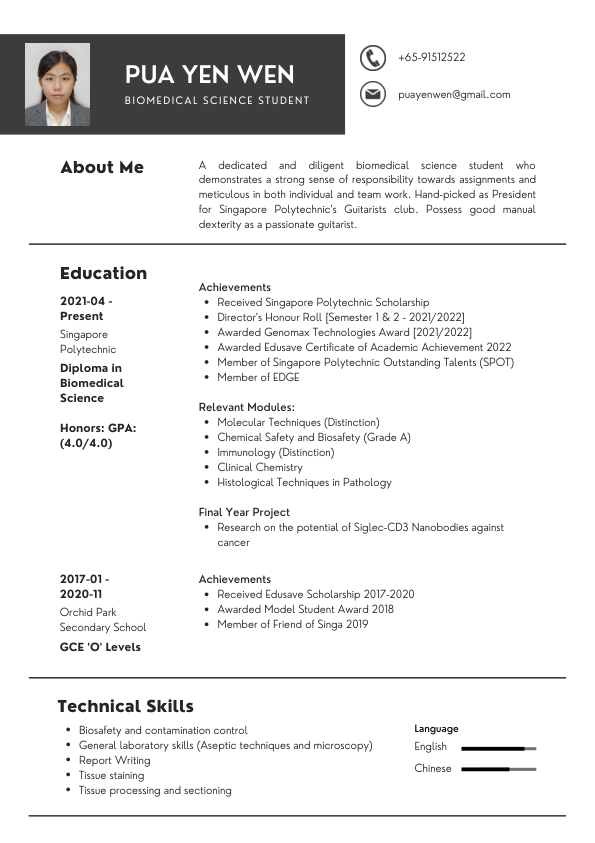 PUA YEN WEN
BIOMEDICAL SCIENCE STUDENT
+65-91512522
puayenwen@gmail.com
About Me
A dedicated and diligent biomedical science student who
demonstrates a strong sense of responsibility towards assignments and
meticulous in both individual and team work. Hand-picked as President
for Singapore Polytechnic's Guitarists club. Possess good manual
dexterity as a passionate guitarist.
Education
2021-04 -
Present
Singapore
Polytechnic
Diploma in
Biomedical
Science
Honors: GPA:
(4.0/4.0)
Achievements
• Received Singapore Polytechnic Scholarship
• Director's Honour Roll [Semester 1 & 2 - 2021/2022]
• Awarded Genomax Technologies Award [2021/2022]
• Awarded Edusave Certificate of Academic Achievement 2022
• Member of Singapore Polytechnic Outstanding Talents (SPOT)
• Member of EDGE
Relevant Modules:
• Molecular Techniques (Distinction)
• Chemical Safety and Biosafety (Grade A)
• Immunology (Distinction)
• Clinical Chemistry
• Histological Techniques in Pathology
Final Year Project
• Research on the potential of Siglec-CD3 Nanobodies against
cancer
2017-01 -
2020-11
Orchid Park
Secondary School
GCE 'O' Levels
Achievements
• Received Edusave Scholarship 2017-2020
• Awarded Model Student Award 2018
• Member of Friend of Singa 2019
Technical Skills
• Biosafety and contamination control
• General laboratory skills (Aseptic techniques and microscopy)
• Report Writing
• Tissue staining
• Tissue processing and sectioning
Language
English
Chinese